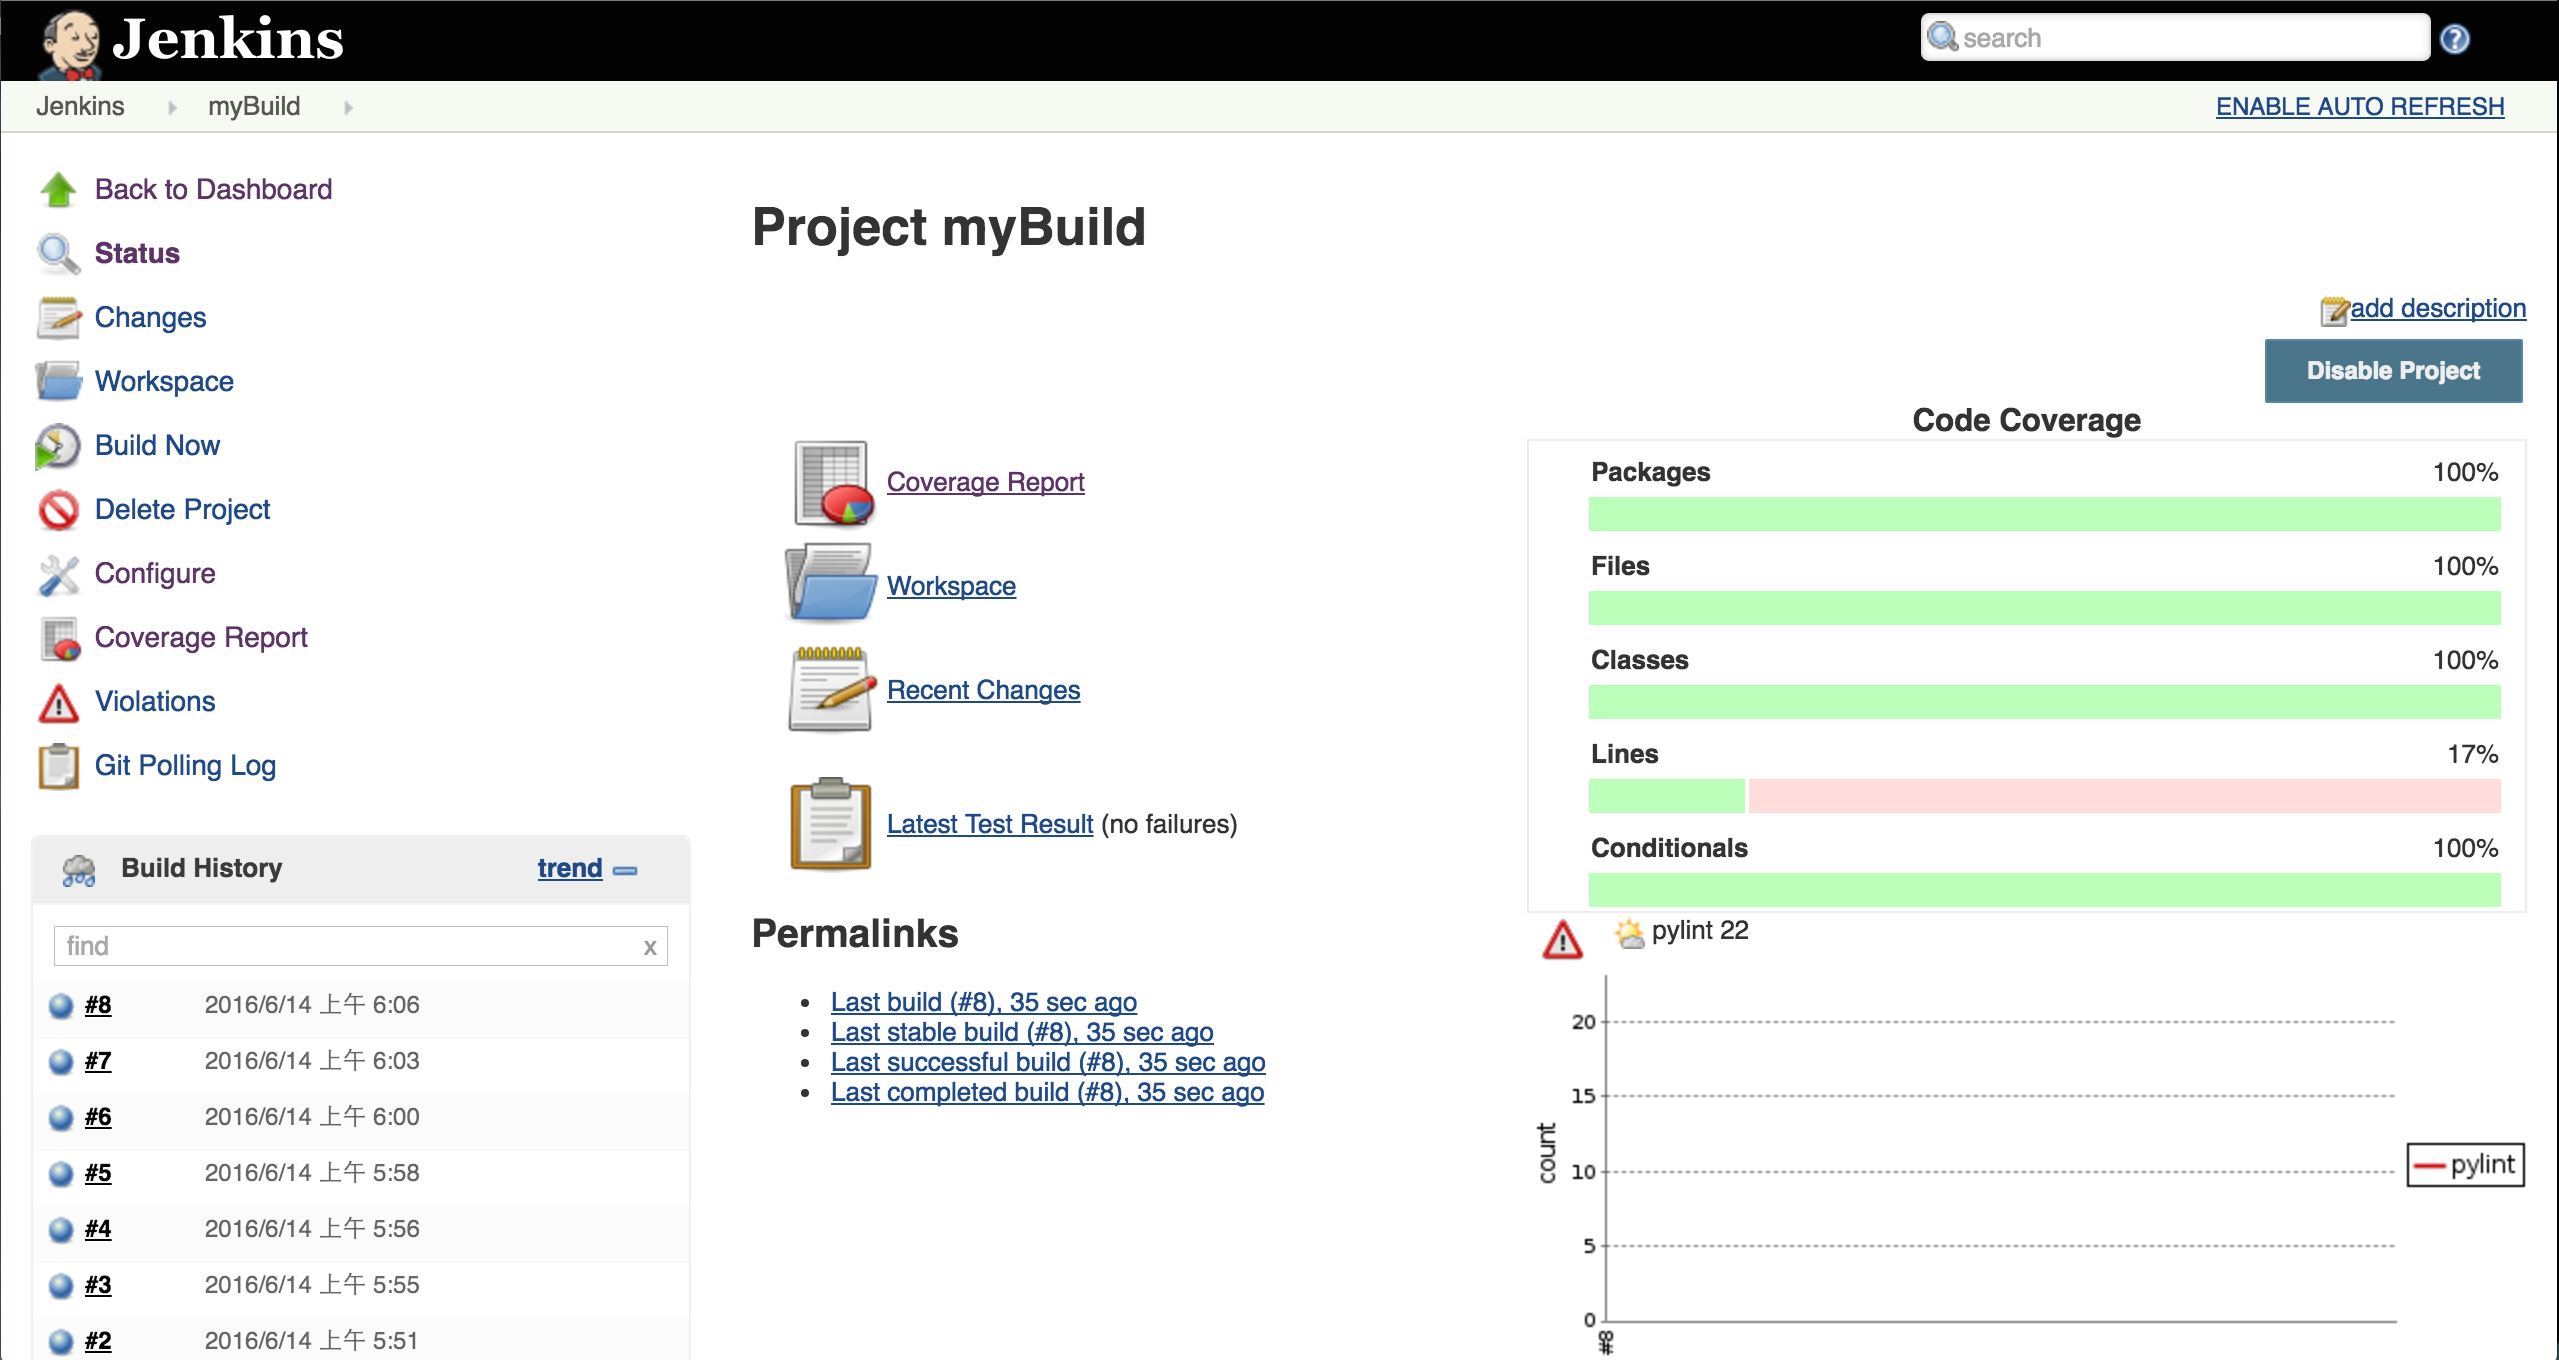 Jenkins
search
Jenkins
myBuild
ENABLE AUTO REFRESH
Back to Dashboard
Status
Changes
Workspace
Build Now
Delete Project
Configure
Coverage Report
Violations
Git Polling Log
Build History
trend
find
x
#8 2016/6/14 上午 6:06
#7 2016/6/14 上午 6:03
#6 2016/6/14 上午 6:00
#5 2016/6/14 上午 5:58
#4 2016/6/14 上午 5:56
#3 2016/6/14 上午 5:55
#2 2016/6/14 上午 5:51
Project myBuild
add description
Disable Project
Coverage Report
Workspace
Recent Changes
Latest Test Result (no failures)
Permalinks
Last build (#8), 35 sec ago
Last stable build (#8), 35 sec ago
Last successful build (#8), 35 sec ago
Last completed build (#8), 35 sec ago
Code Coverage
Packages 100%
Files 100%
Classes 100%
Lines 17%
Conditionals 100%
pylint 22
20
15
10
5
0
count
#8
pylint